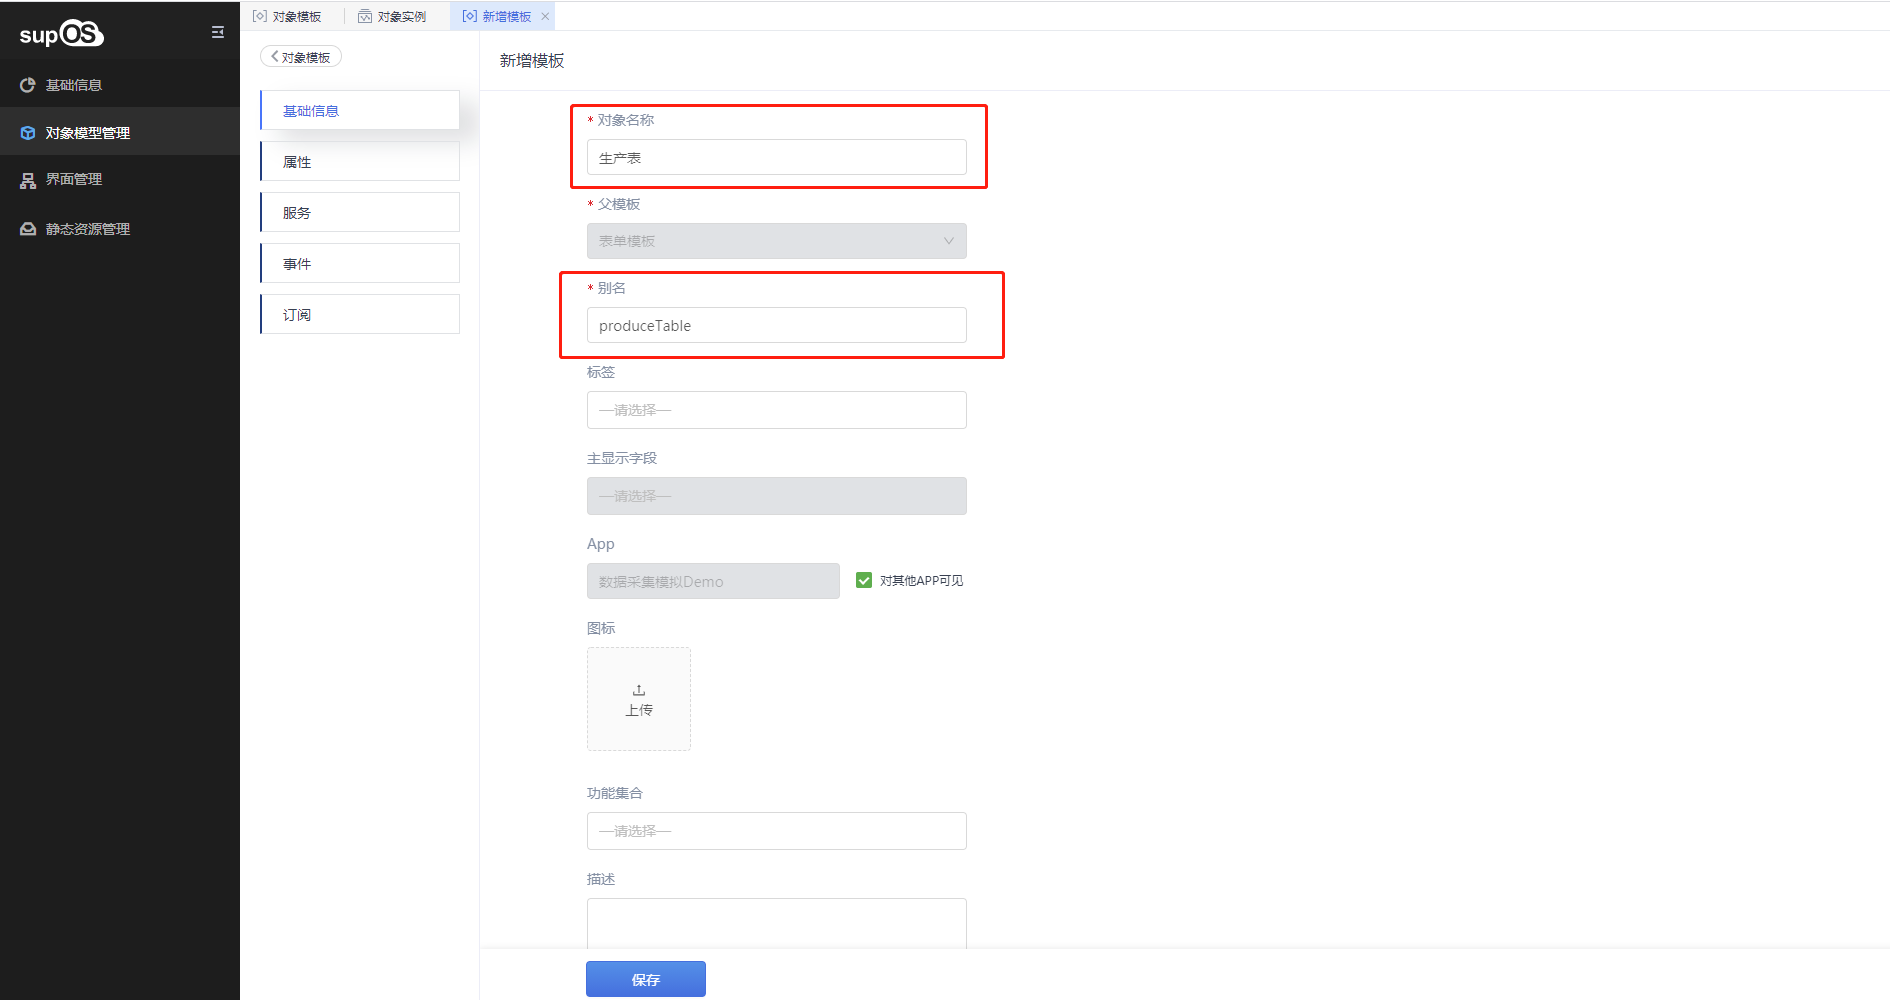 supOS
基础信息
对象模型管理
界面管理
静态资源管理
对象模板
对象实例
新增模板
对象模板
基础信息
属性
服务
事件
订阅
新增模板
* 对象名称
生产表
* 父模板
表单模板
* 别名
produceTable
标签
—请选择—
主显示字段
—请选择—
App
数据采集模拟Demo
对其他APP可见
图标
上传
功能集合
—请选择—
描述
保存